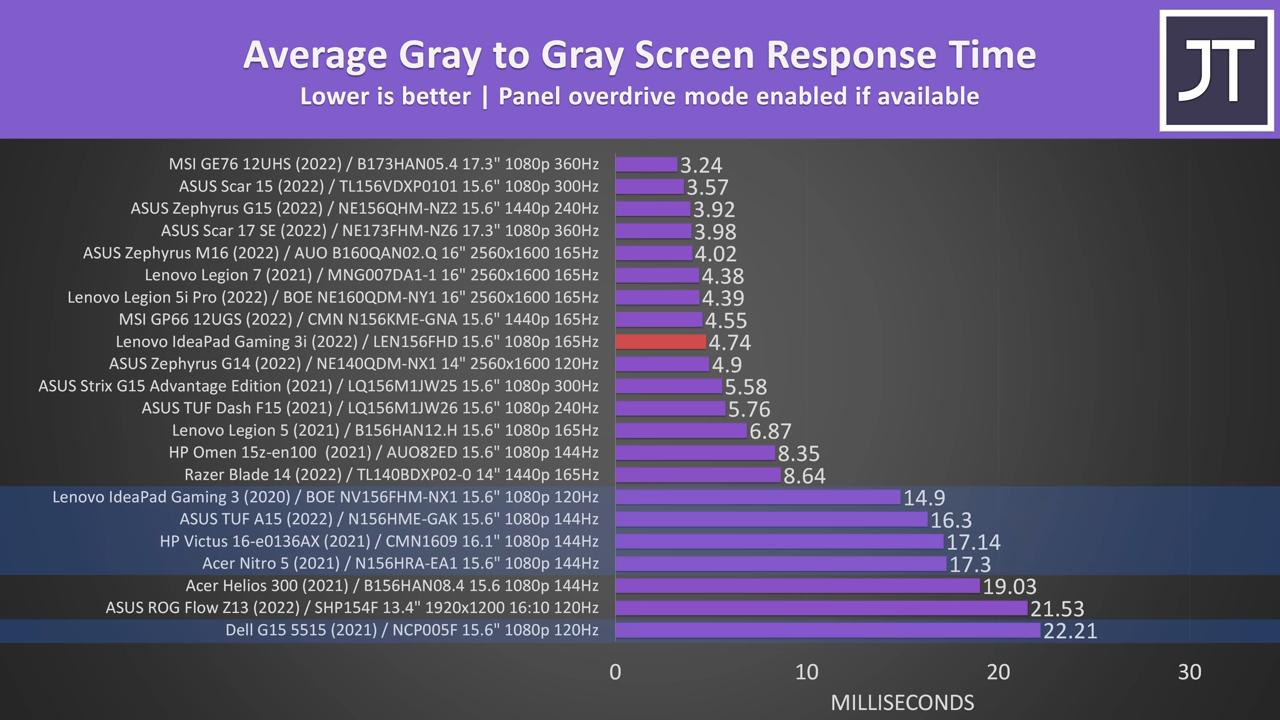 Average Gray to Gray Screen Response Time
Lower is better | Panel overdrive mode enabled if available
JT
MSI GE76 12UHS (2022) / B173HAN05.4 17.3" 1080p 360Hz 3.24
ASUS Scar 15 (2022) / TL156VDXP0101 15.6" 1080p 300Hz 3.57
ASUS Zephyrus G15 (2022) / NE156QHM-NZ2 15.6" 1440p 240Hz 3.92
ASUS Scar 17 SE (2022) / NE173FHM-NZ6 17.3" 1080p 360Hz 3.98
ASUS Zephyrus M16 (2022) / AUO B160QAN02.Q 16" 2560x1600 165Hz 4.02
Lenovo Legion 7 (2021) / MNG007DA1-1 16" 2560x1600 165Hz 4.38
Lenovo Legion 5i Pro (2022) / BOE NE160QDM-NY1 16" 2560x1600 165Hz 4.39
MSI GP66 12UGS (2022) / CMN N156KME-GNA 15.6" 1440p 165Hz 4.55
Lenovo IdeaPad Gaming 3i (2022) / LEN156FHD 15.6" 1080p 165Hz 4.74
ASUS Zephyrus G14 (2022) / NE140QDM-NX1 14" 2560x1600 120Hz 4.9
ASUS Strix G15 Advantage Edition (2021) / LQ156M1JW25 15.6" 1080p 300Hz 5.58
ASUS TUF Dash F15 (2021) / LQ156M1JW26 15.6" 1080p 240Hz 5.76
Lenovo Legion 5 (2021) / B156HAN12.H 15.6" 1080p 165Hz 6.87
HP Omen 15z-en100 (2021) / AUO82ED 15.6" 1080p 144Hz 8.35
Razer Blade 14 (2022) / TL140BDXP02-0 14" 1440p 165Hz 8.64
Lenovo IdeaPad Gaming 3 (2020) / BOE NV156FHM-NX1 15.6" 1080p 120Hz 14.9
ASUS TUF A15 (2022) / N156HME-GAK 15.6" 1080p 144Hz 16.3
HP Victus 16-e0136AX (2021) / CMN1609 16.1" 1080p 144Hz 17.14
Acer Nitro 5 (2021) / N156HRA-EA1 15.6" 1080p 144Hz 17.3
Acer Helios 300 (2021) / B156HAN08.4 15.6 1080p 144Hz 19.03
ASUS ROG Flow Z13 (2022) / SHP154F 13.4" 1920x1200 16:10 120Hz 21.53
Dell G15 5515 (2021) / NCP005F 15.6" 1080p 120Hz 22.21
0 10 20 30
MILLISECONDS